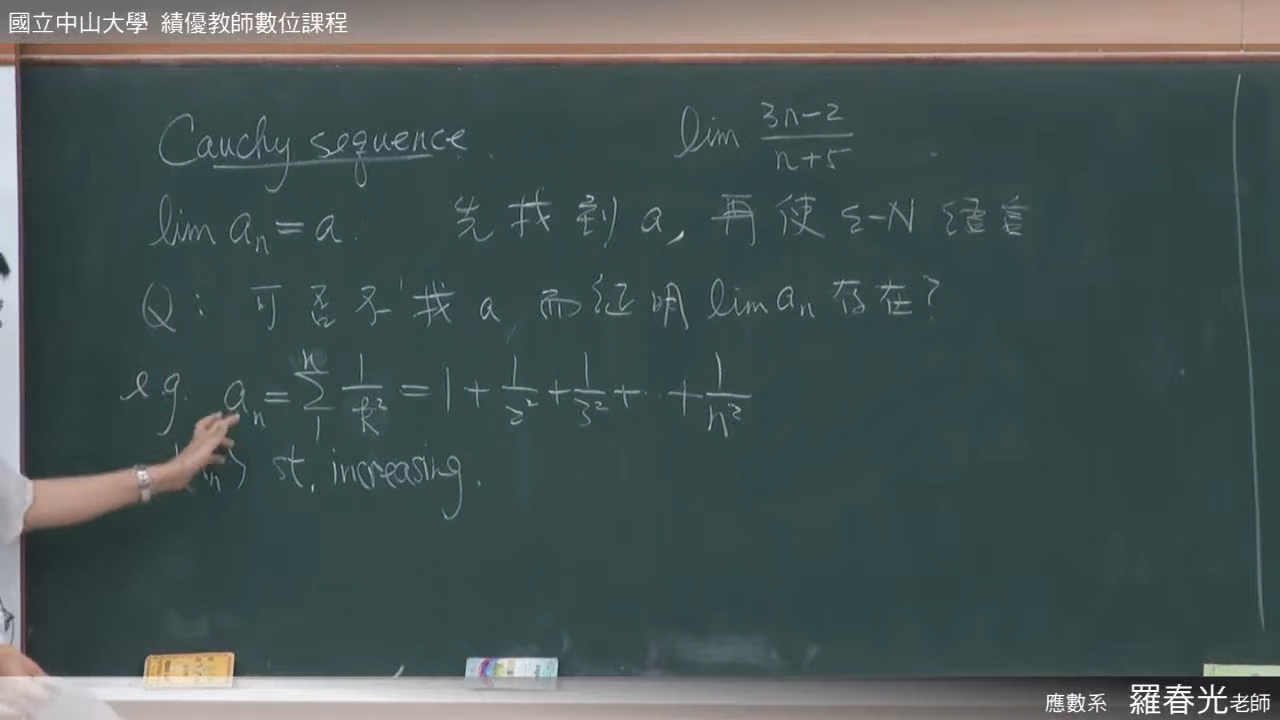 國立中山大學 績優教師數位課程
Cauchy sequence.
lim (3n-2)/(n+5)
lim aₙ = a. 先找到 a, 再使 ε-N 語言
Q: 可否不找 a 而証明 lim aₙ 存在?
e.g. aₙ = ∑₁ⁿ 1/k² = 1 + 1/2² + 1/3² + ⋯ + 1/n²
st. increasing.
應數系 羅春光老師